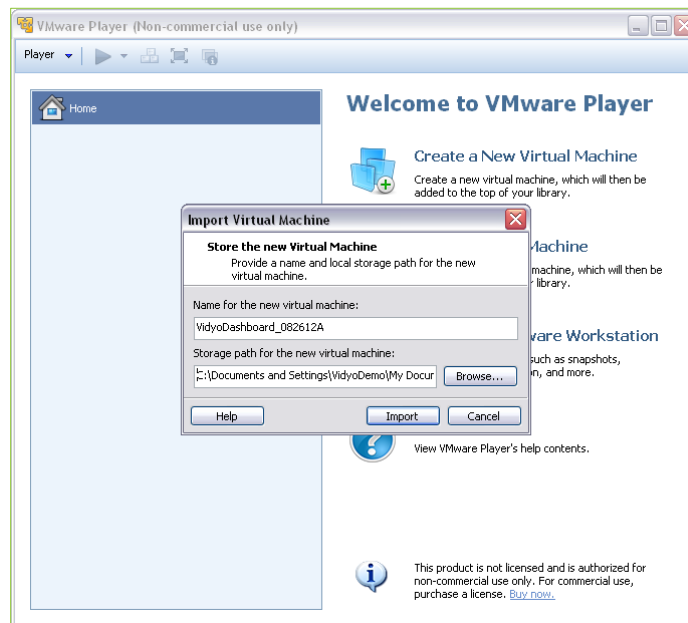 VMware Player (Non-commercial use only)
Player
Home
Welcome to VMware Player
Create a New Virtual Machine
Create a new virtual machine, which will then be
added to the top of your library.
Import Virtual Machine
Store the new Virtual Machine
Provide a name and local storage path for the new
virtual machine.
Name for the new virtual machine:
VidyoDashboard_082612A
Storage path for the new virtual machine:
C:\Documents and Settings\VidyoDemo\My Docur
Browse...
Help
Import
Cancel
Machine
machine, which will then be
library.
ware Workstation
such as snapshots,
on, and more.
View VMware Player's help contents.
This product is not licensed and is authorized for
non-commercial use only. For commercial use,
purchase a license. Buy now.